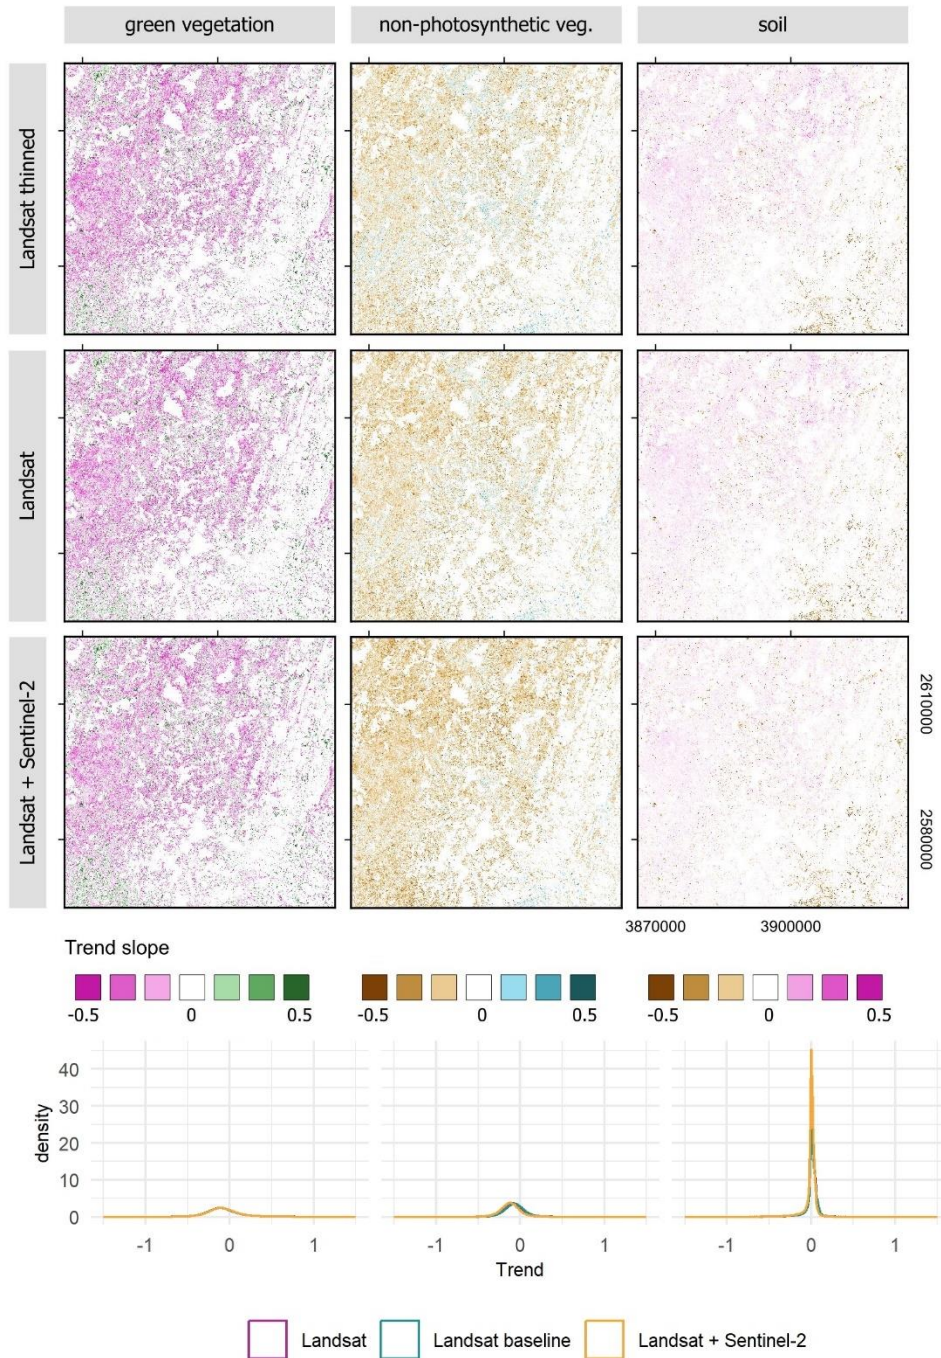 green vegetation
non-photosynthetic veg.
soil
Landsat thinned
Landsat
Landsat + Sentinel-2
2610000
2580000
3870000
3900000
Trend slope
-0.5 0 0.5
-0.5 0 0.5
-0.5 0 0.5
density
40
30
20
10
0
-1 0 1
-1 0 1
-1 0 1
Trend
Landsat
Landsat baseline
Landsat + Sentinel-2